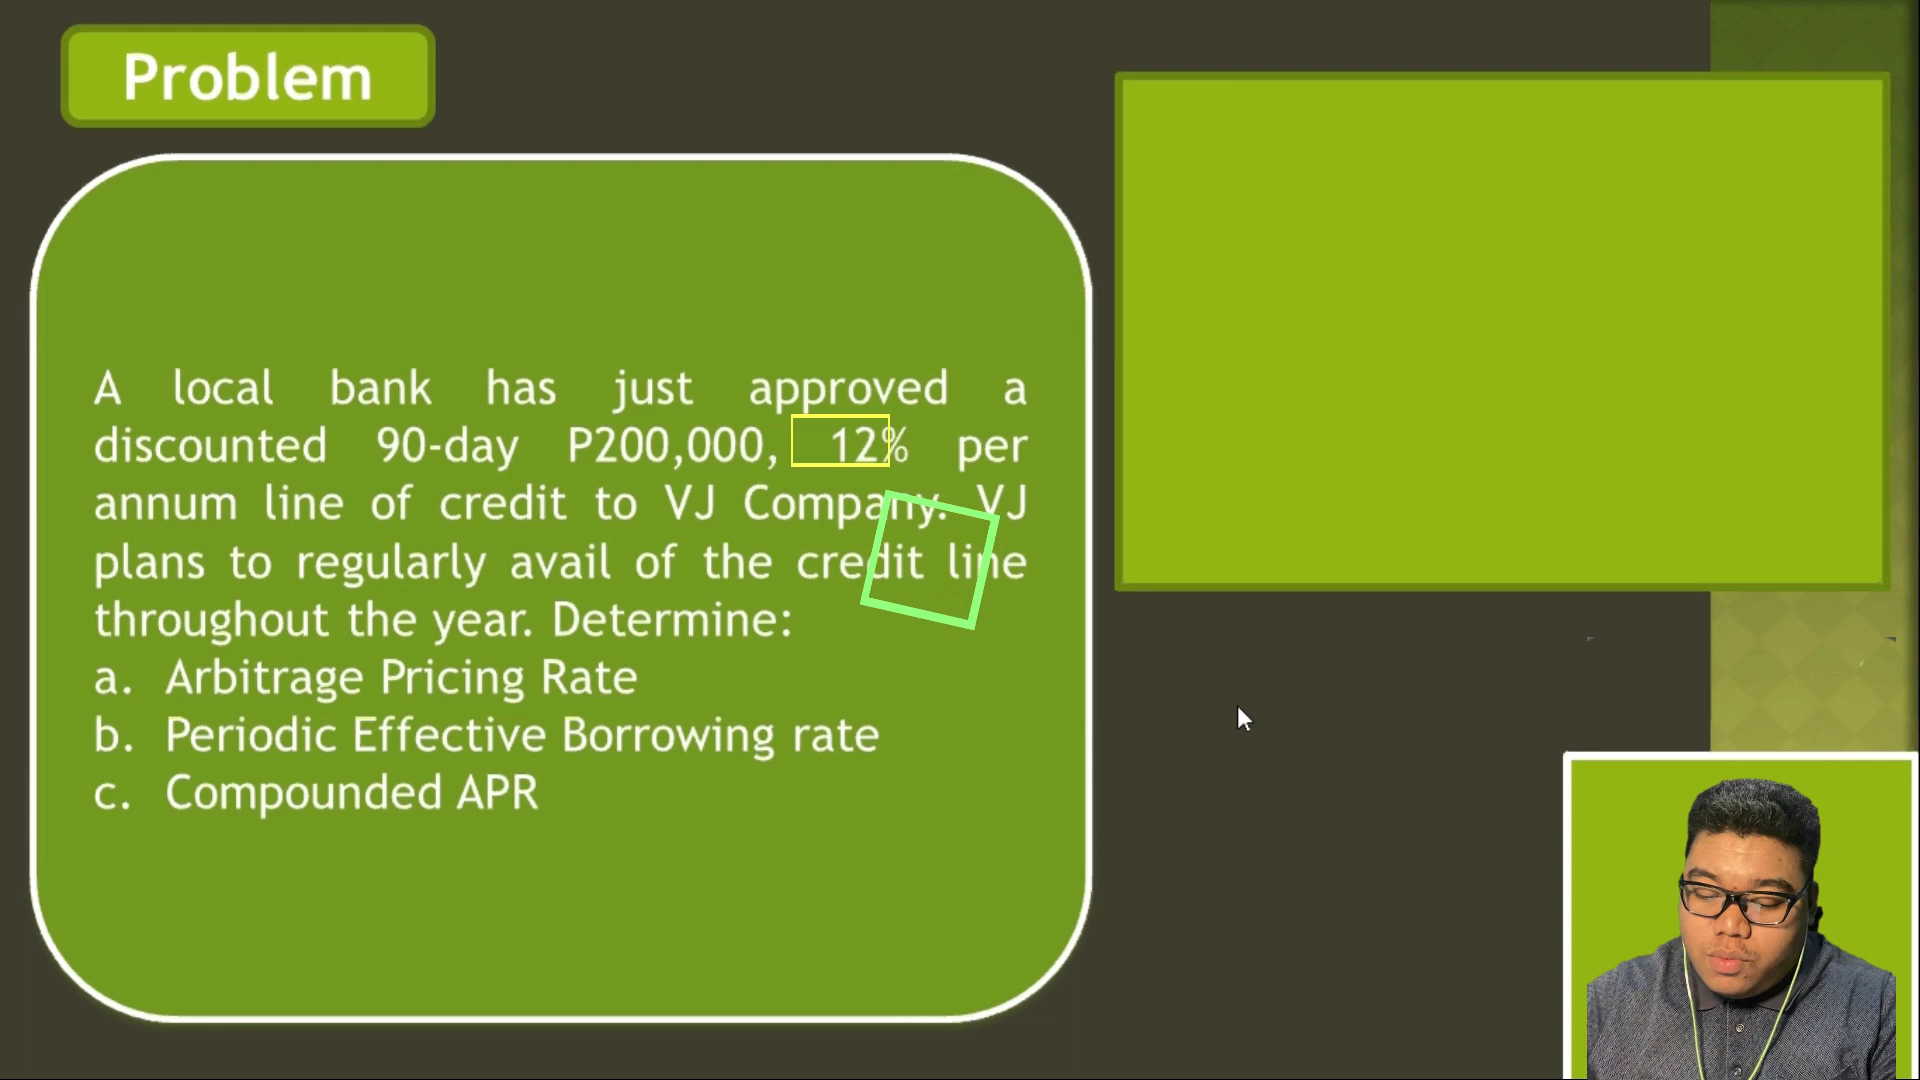 Problem
A local bank has just approved a
discounted 90-day P200,000, 12% per
annum line of credit to VJ Company. VJ
plans to regularly avail of the credit line
throughout the year. Determine:
a. Arbitrage Pricing Rate
b. Periodic Effective Borrowing rate
c. Compounded APR